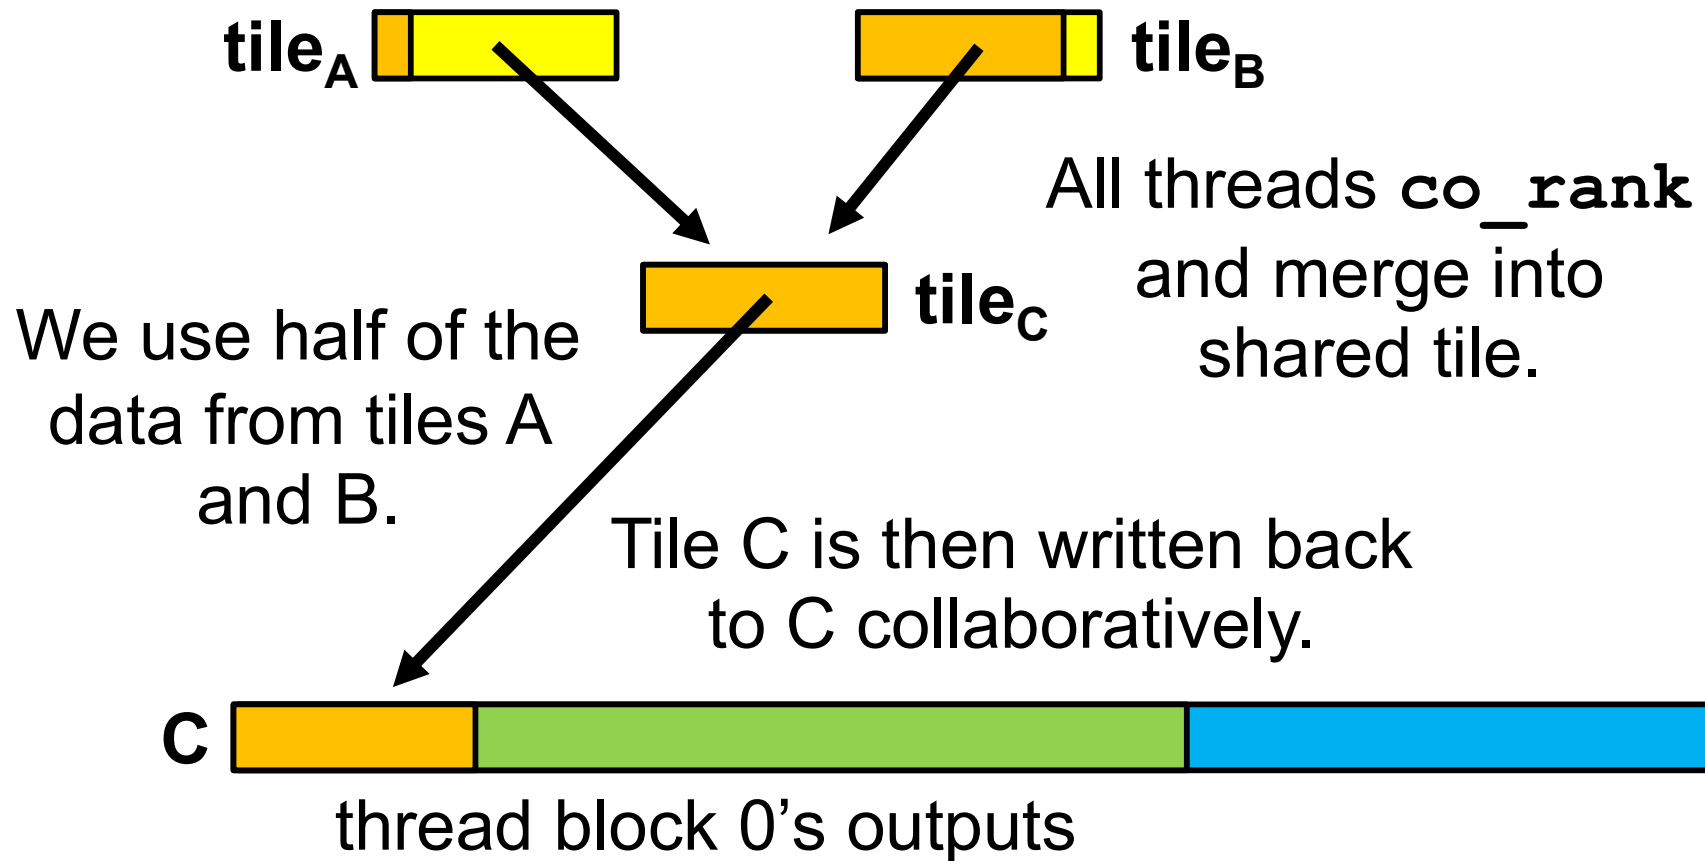 tileA
tileB
All threads co_rank
and merge into
shared tile.
tileC
We use half of the
data from tiles A
and B.
Tile C is then written back
to C collaboratively.
C
thread block 0’s outputs